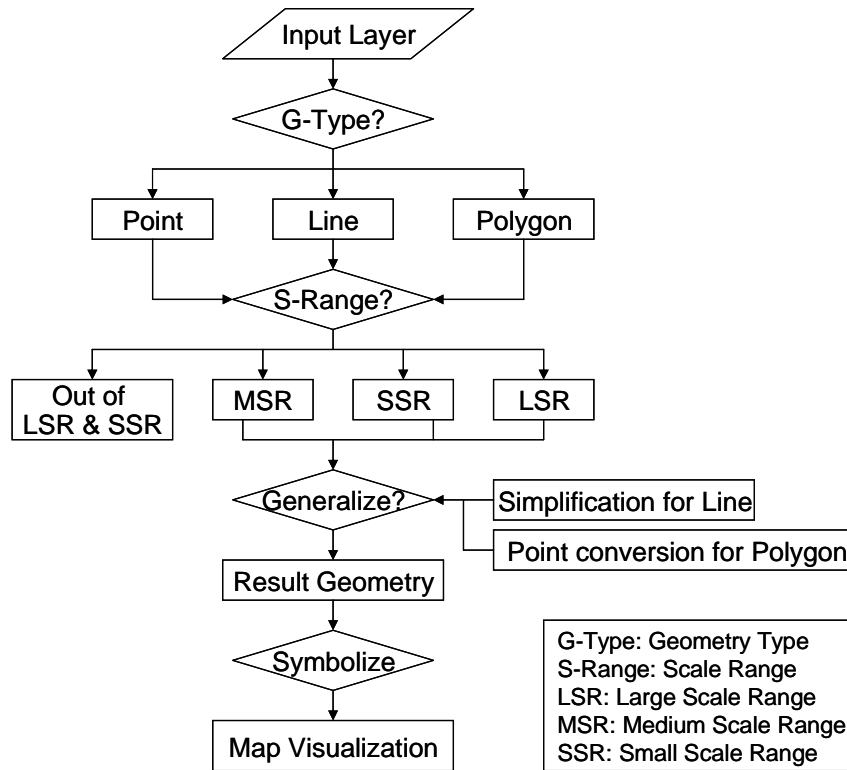 Input Layer
G-Type?
Point
Line
Polygon
S-Range?
Out of
LSR & SSR
MSR
SSR
LSR
Generalize?
Simplification for Line
Point conversion for Polygon
Result Geometry
Symbolize
Map Visualization
G-Type: Geometry Type
S-Range: Scale Range
LSR: Large Scale Range
MSR: Medium Scale Range
SSR: Small Scale Range